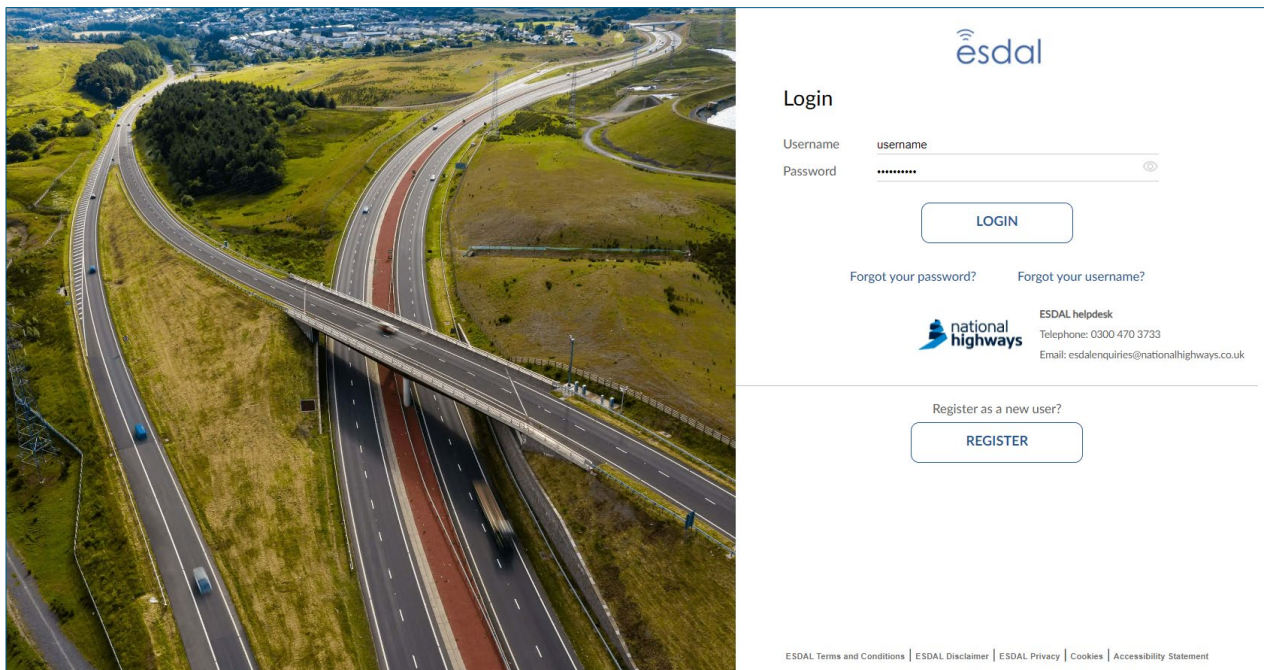 esdal
Login
Username username
Password ••••••••••
LOGIN
Forgot your password? Forgot your username?
national
highways
ESDAL helpdesk
Telephone: 0300 470 3733
Email: esdalenquiries@nationalhighways.co.uk
Register as a new user?
REGISTER
ESDAL Terms and Conditions | ESDAL Disclaimer | ESDAL Privacy | Cookies | Accessibility Statement